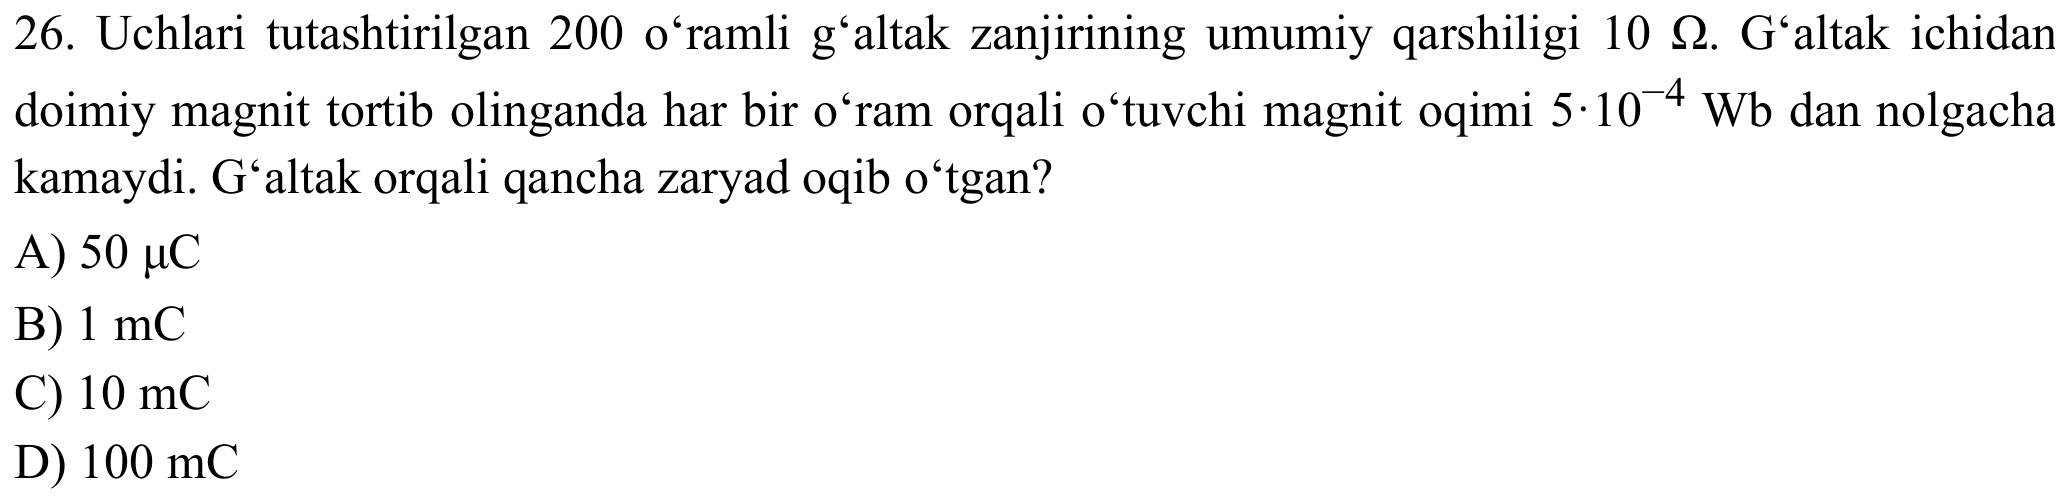 26. Uchlari tutashtirilgan 200 o‘ramli g‘altak zanjirining umumiy qarshiligi 10 Ω. G‘altak ichidan
doimiy magnit tortib olinganda har bir o‘ram orqali o‘tuvchi magnit oqimi 5·10⁻⁴ Wb dan nolgacha
kamaydi. G‘altak orqali qancha zaryad oqib o‘tgan?
A) 50 μC
B) 1 mC
C) 10 mC
D) 100 mC